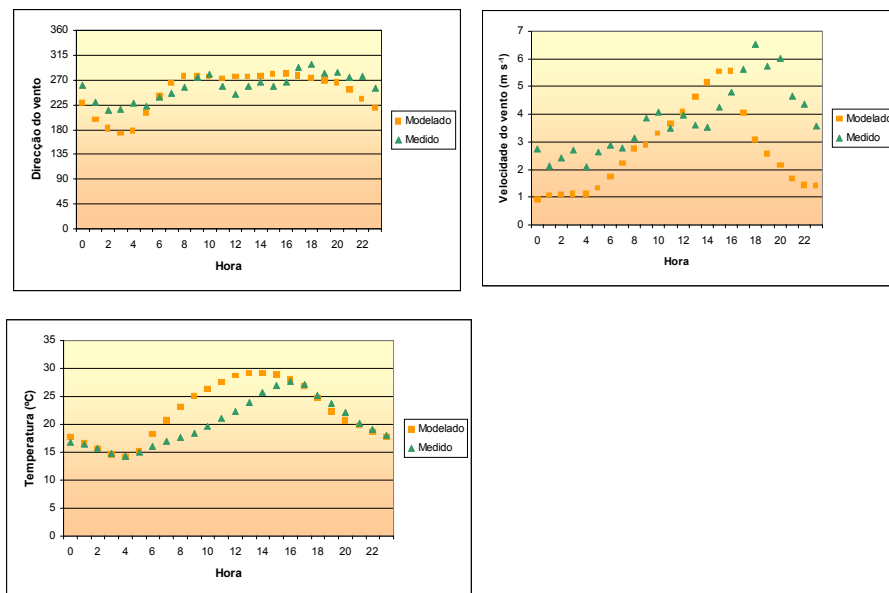 360
315
270
225
180
135
90
45
0
Direcção do vento
0 2 4 6 8 10 12 14 16 18 20 22
Hora
Modelado
Medido
7
6
5
4
3
2
1
0
Velocidade do vento (m s⁻¹)
0 2 4 6 8 10 12 14 16 18 20 22
Hora
Modelado
Medido
35
30
25
20
15
10
5
0
Temperatura (ºC)
0 2 4 6 8 10 12 14 16 18 20 22
Hora
Modelado
Medido